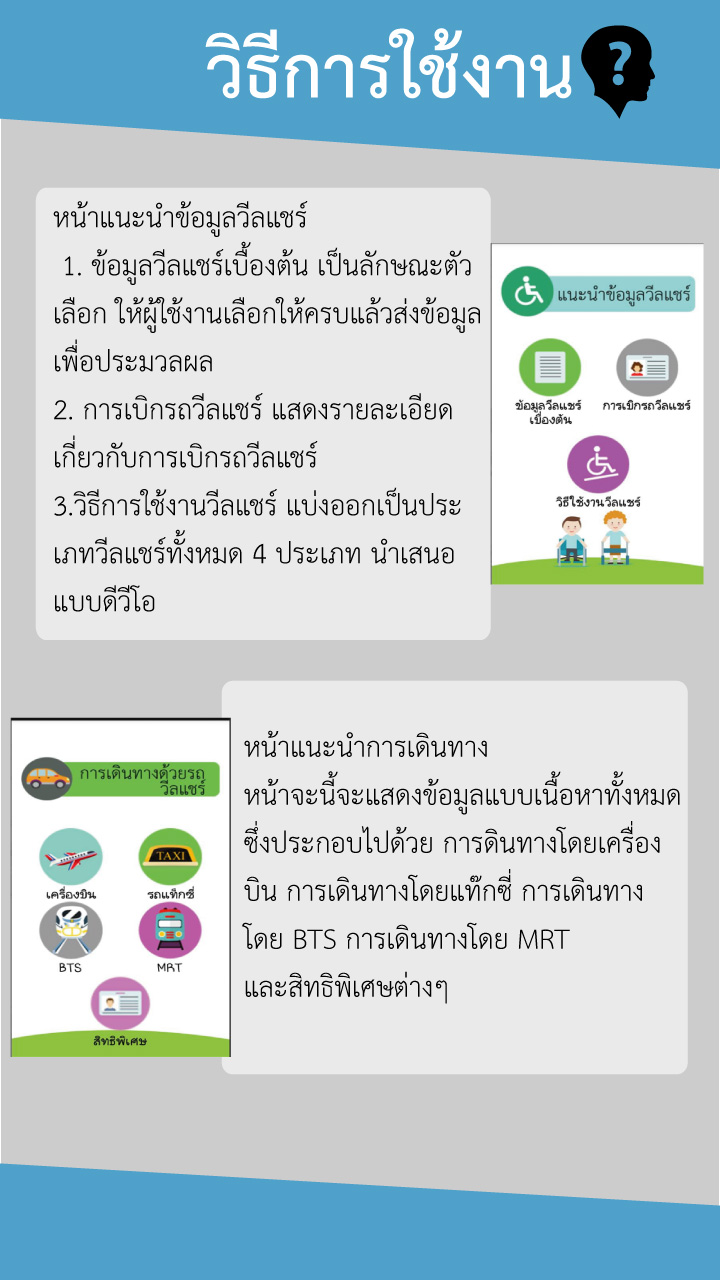 วิธีการใช้งาน
?
หน้าแนะนำข้อมูลวีลแชร์
1. ข้อมูลวีลแชร์เบื้องต้น เป็นลักษณะตัว
เลือก ให้ผู้ใช้งานเลือกให้ครบแล้วส่งข้อมูล
เพื่อประมวลผล
2. การเบิกรถวีลแชร์ แสดงรายละเอียด
เกี่ยวกับการเบิกรถวีลแชร์
3.วิธีการใช้งานวีลแชร์ แบ่งออกเป็นประ
เภทวีลแชร์ทั้งหมด 4 ประเภท นำเสนอ
แบบดีวีโอ
แนะนำข้อมูลวีลแชร์
ข้อมูลวีลแชร์
เบื้องต้น
การเบิกรถวีลแชร์
วิธีใช้งานวีลแชร์
การเดินทางด้วยรถ
วีลแชร์
TAXI
เครื่องบิน
รถแท็กซี่
BTS
MRT
สิทธิพิเศษ
หน้าแนะนำการเดินทาง
หน้าจะนี้จะแสดงข้อมูลแบบเนื้อหาทั้งหมด
ซึ่งประกอบไปด้วย การดินทางโดยเครื่อง
บิน การเดินทางโดยแท๊กซี่ การเดินทาง
โดย BTS การเดินทางโดย MRT
และสิทธิพิเศษต่างๆ